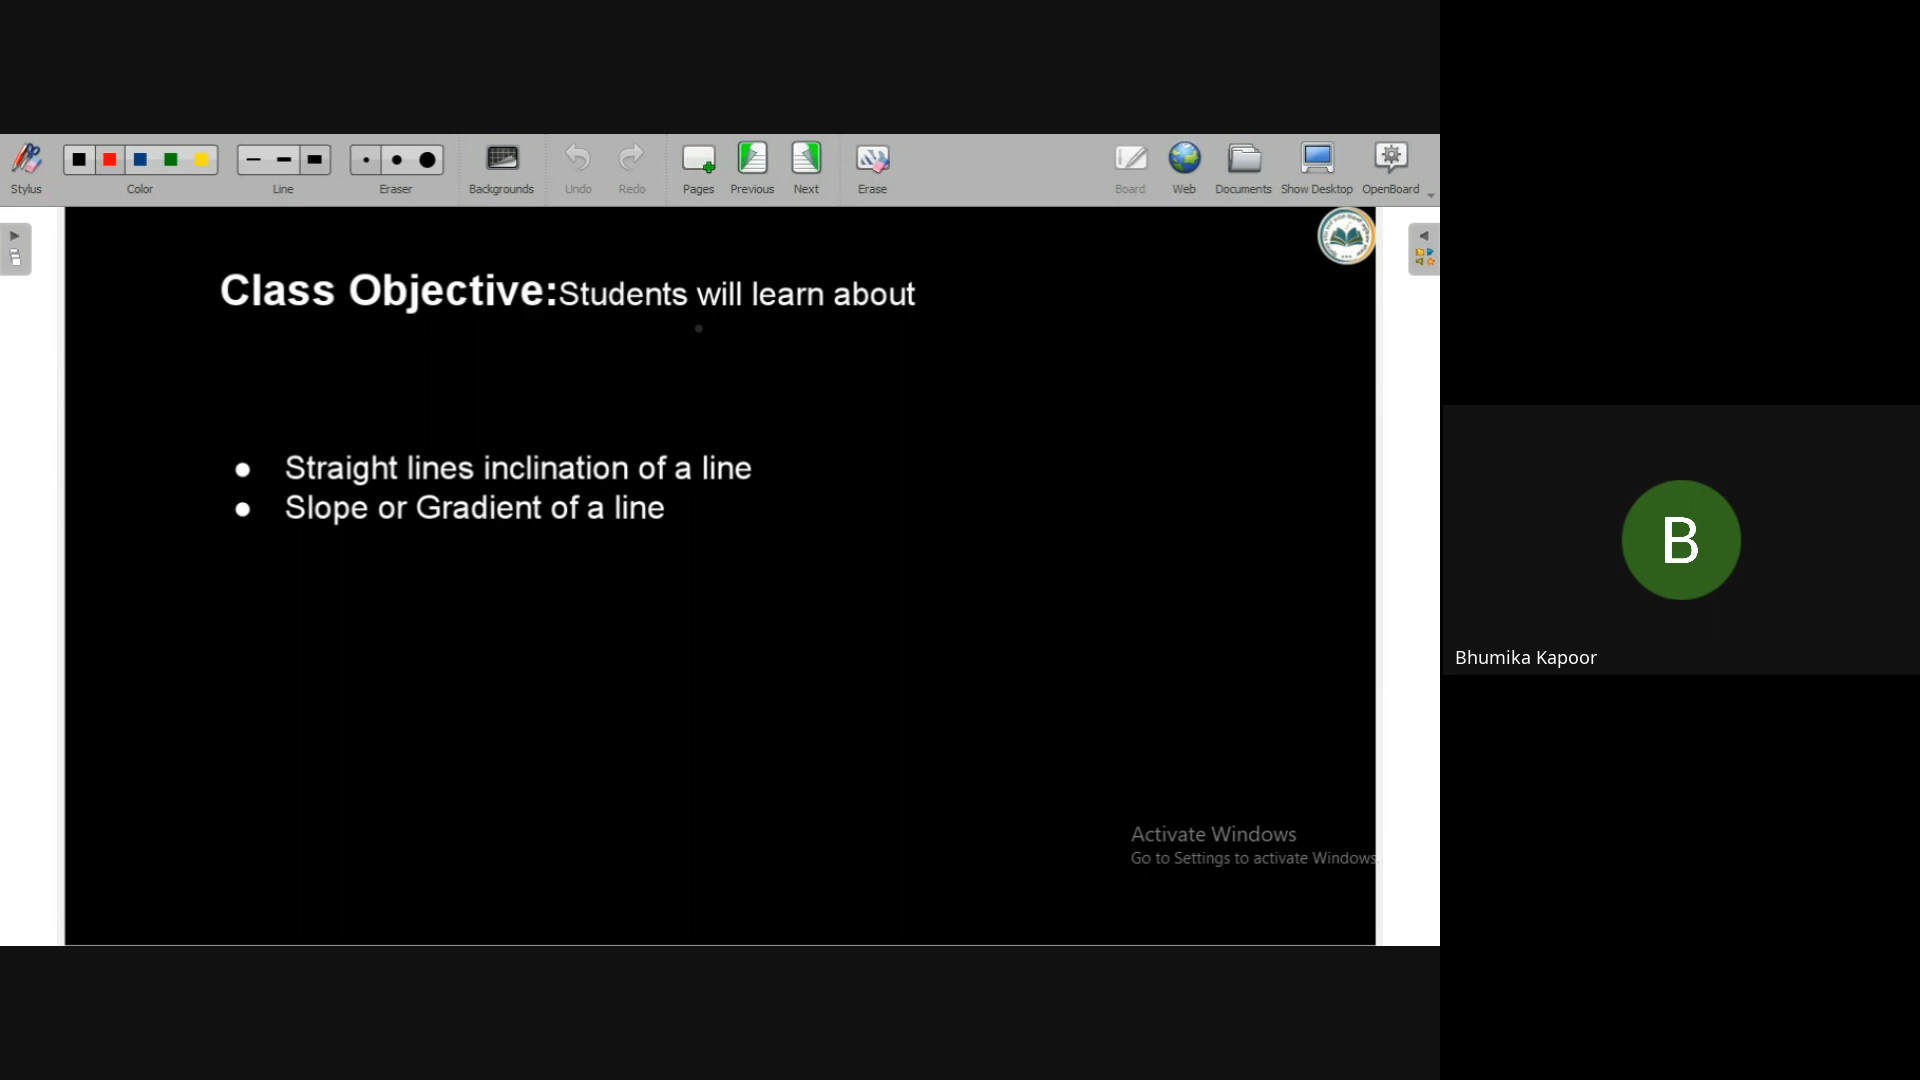 Stylus
Color
Line
Eraser
Backgrounds
Undo
Redo
Pages
Previous
Next
Erase
Board
Web
Documents
Show Desktop
OpenBoard
Class Objective:Students will learn about
● Straight lines inclination of a line
● Slope or Gradient of a line
B
Bhumika Kapoor
Activate Windows
Go to Settings to activate Windows.